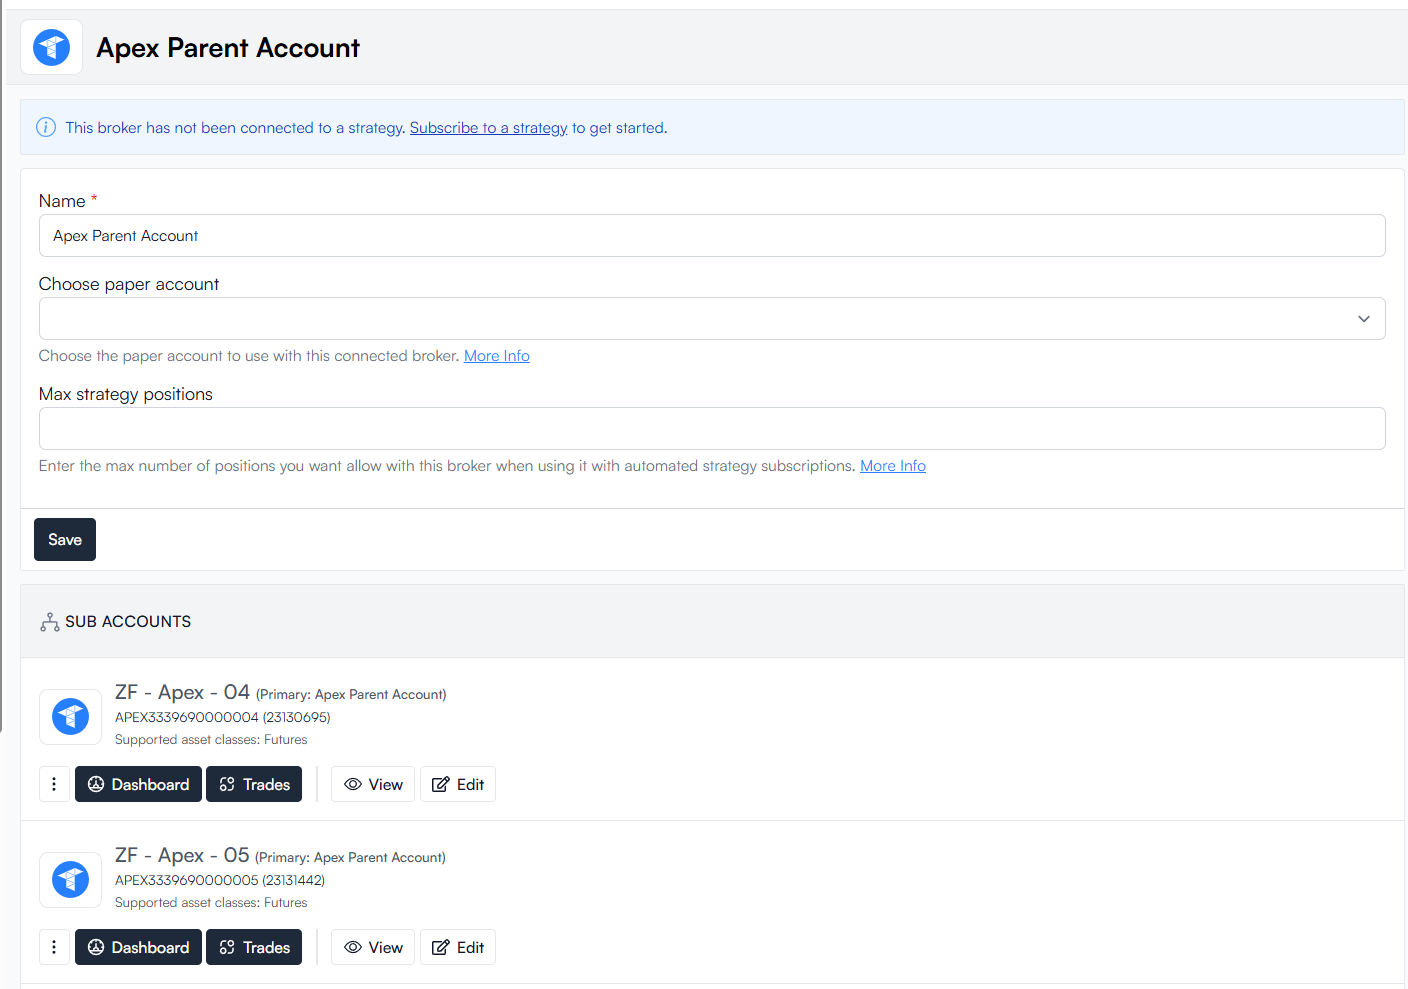 Apex Parent Account
This broker has not been connected to a strategy. Subscribe to a strategy to get started.
Name *
Apex Parent Account
Choose paper account
Choose the paper account to use with this connected broker. More Info
Max strategy positions
Enter the max number of positions you want allow with this broker when using it with automated strategy subscriptions. More Info
Save
SUB ACCOUNTS
ZF - Apex - 04 (Primary: Apex Parent Account)
APEX3339690000004 (23130695)
Supported asset classes: Futures
Dashboard Trades View Edit
ZF - Apex - 05 (Primary: Apex Parent Account)
APEX3339690000005 (23131442)
Supported asset classes: Futures
Dashboard Trades View Edit